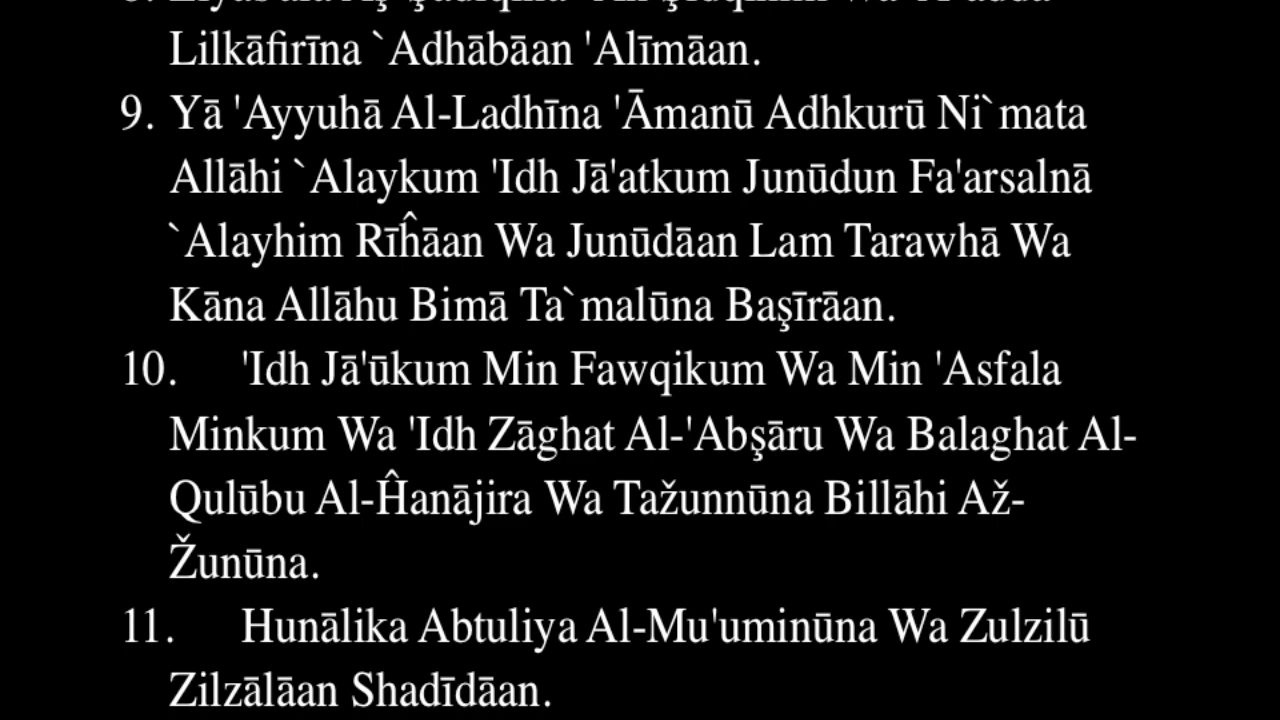 Lilkāfirīna `Adhābāan 'Alīmāan.
9. Yā 'Ayyuhā Al-Ladhīna 'Āmanū Adhkurū Ni`mata
Allāhi `Alaykum 'Idh Jā'atkum Junūdun Fa'arsalnā
`Alayhim Rīĥāan Wa Junūdāan Lam Tarawhā Wa
Kāna Allāhu Bimā Ta`malūna Başīrāan.
10. 'Idh Jā'ūkum Min Fawqikum Wa Min 'Asfala
Minkum Wa 'Idh Zāghat Al-'Abşāru Wa Balaghat Al-
Qulūbu Al-Ĥanājira Wa Tažunnūna Billāhi Až-
Žunūna.
11. Hunālika Abtuliya Al-Mu'uminūna Wa Zulzilū
Zilzālāan Shadīdāan.